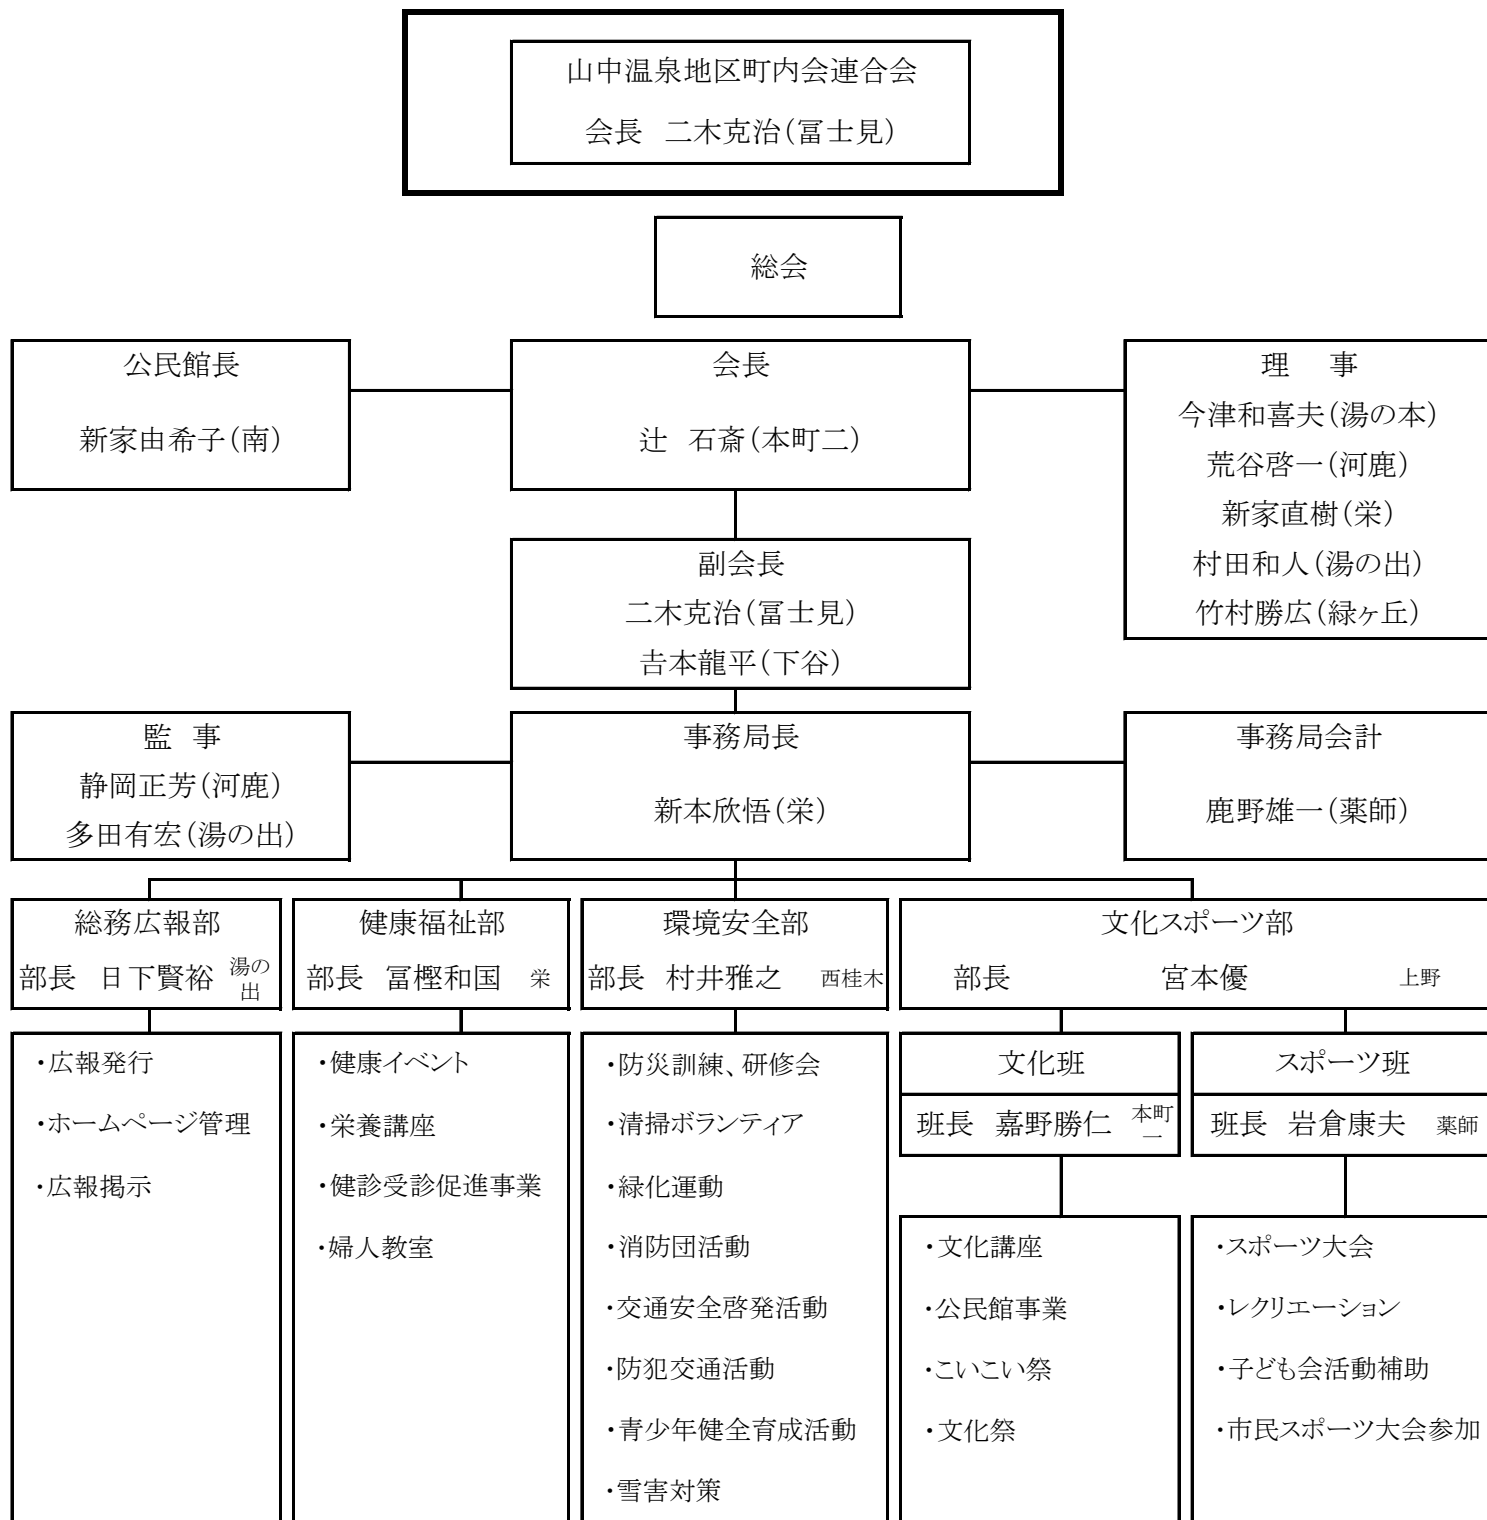 山中温泉地区町内会連合会
会長 二木克治(冨士見)
総会
公民館長
新家由希子(南)
会長
辻 石斎(本町二)
理 事
今津和喜夫(湯の本)
荒谷啓一(河鹿)
新家直樹(栄)
村田和人(湯の出)
竹村勝広(緑ヶ丘)
副会長
二木克治(冨士見)
𠮷本龍平(下谷)
監 事
静岡正芳(河鹿)
多田有宏(湯の出)
事務局長
新本欣悟(栄)
事務局会計
鹿野雄一(薬師)
総務広報部
部長 日下賢裕 湯の出
健康福祉部
部長 冨樫和国 栄
環境安全部
部長 村井雅之 西桂木
文化スポーツ部
部長 宮本優 上野
・広報発行
・ホームページ管理
・広報掲示
・健康イベント
・栄養講座
・健診受診促進事業
・婦人教室
・防災訓練、研修会
・清掃ボランティア
・緑化運動
・消防団活動
・交通安全啓発活動
・防犯交通活動
・青少年健全育成活動
・雪害対策
文化班
班長 嘉野勝仁 本町一
・文化講座
・公民館事業
・こいこい祭
・文化祭
スポーツ班
班長 岩倉康夫 薬師
・スポーツ大会
・レクリエーション
・子ども会活動補助
・市民スポーツ大会参加